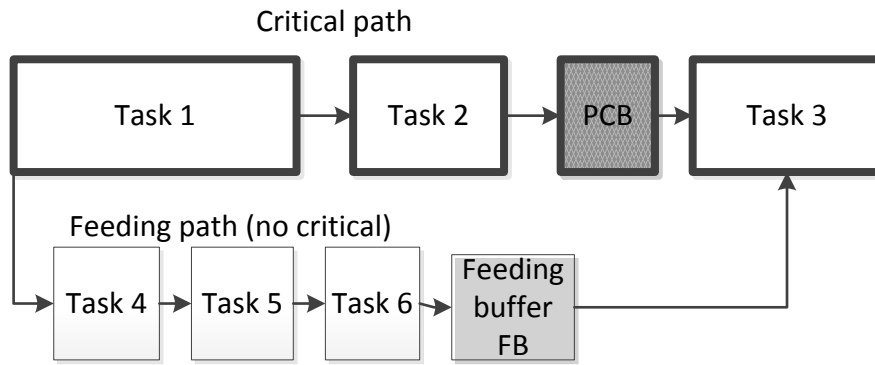 Critical path
Task 1
Task 2
PCB
Task 3
Feeding path (no critical)
Task 4
Task 5
Task 6
Feeding
buffer
FB